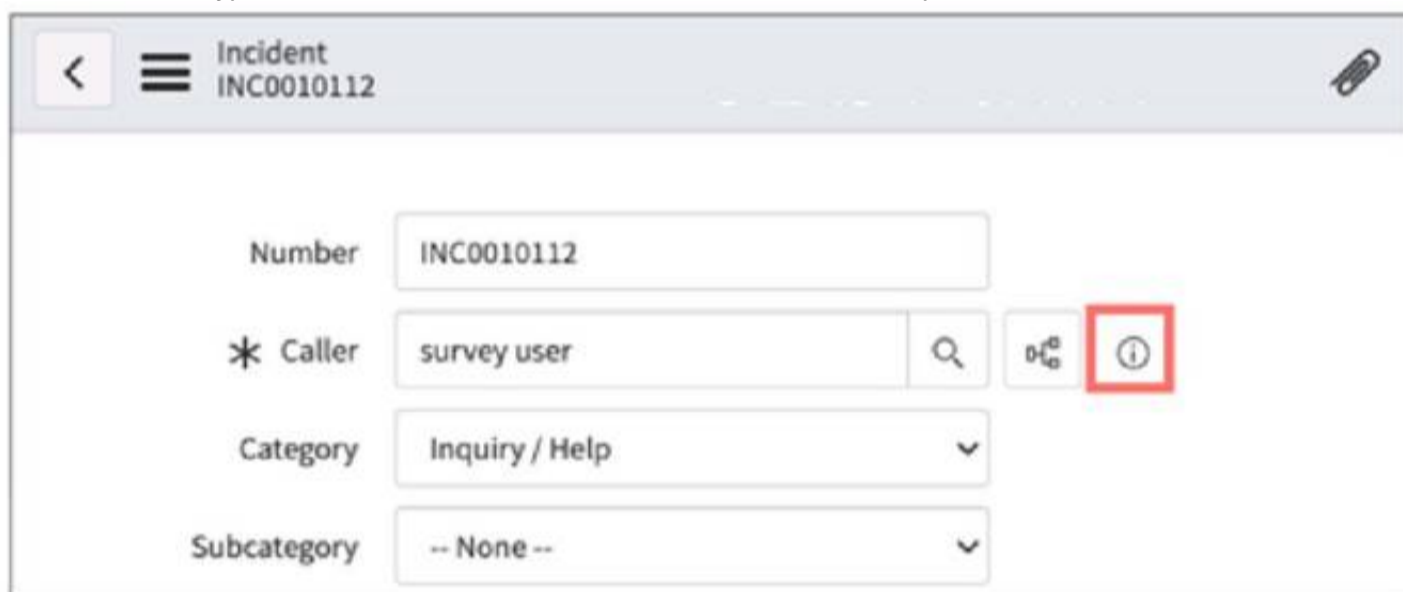 Incident
INC0010112
Number INC0010112
* Caller survey user
Category Inquiry / Help
Subcategory -- None --